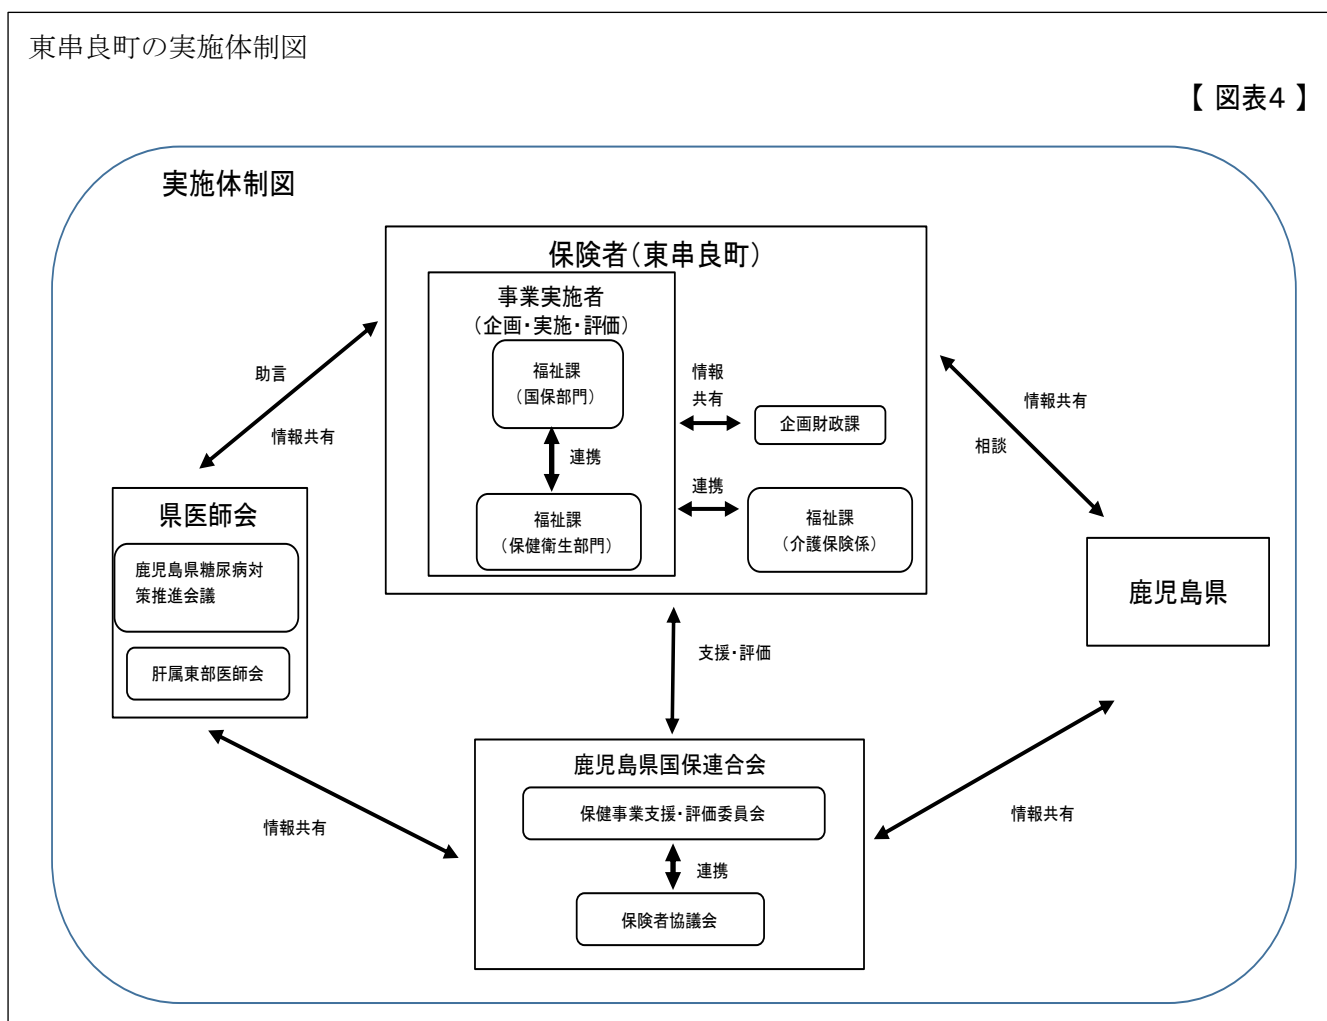 東串良町の実施体制図
【 図表4 】
実施体制図
保険者(東串良町)
事業実施者
(企画・実施・評価)
福祉課
(国保部門)
連携
福祉課
(保健衛生部門)
情報
共有
企画財政課
連携
福祉課
(介護保険係)
助言
情報共有
情報共有
相談
県医師会
鹿児島県糖尿病対
策推進会議
肝属東部医師会
鹿児島県
支援・評価
鹿児島県国保連合会
保健事業支援・評価委員会
連携
保険者協議会
情報共有
情報共有